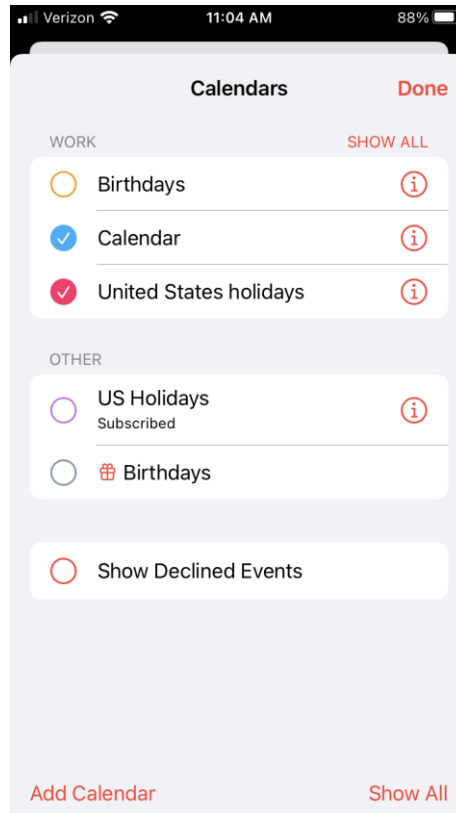 Verizon 11:04 AM 88%
Calendars Done
WORK SHOW ALL
Birthdays
Calendar
United States holidays
OTHER
US Holidays
Subscribed
Birthdays
Show Declined Events
Add Calendar Show All